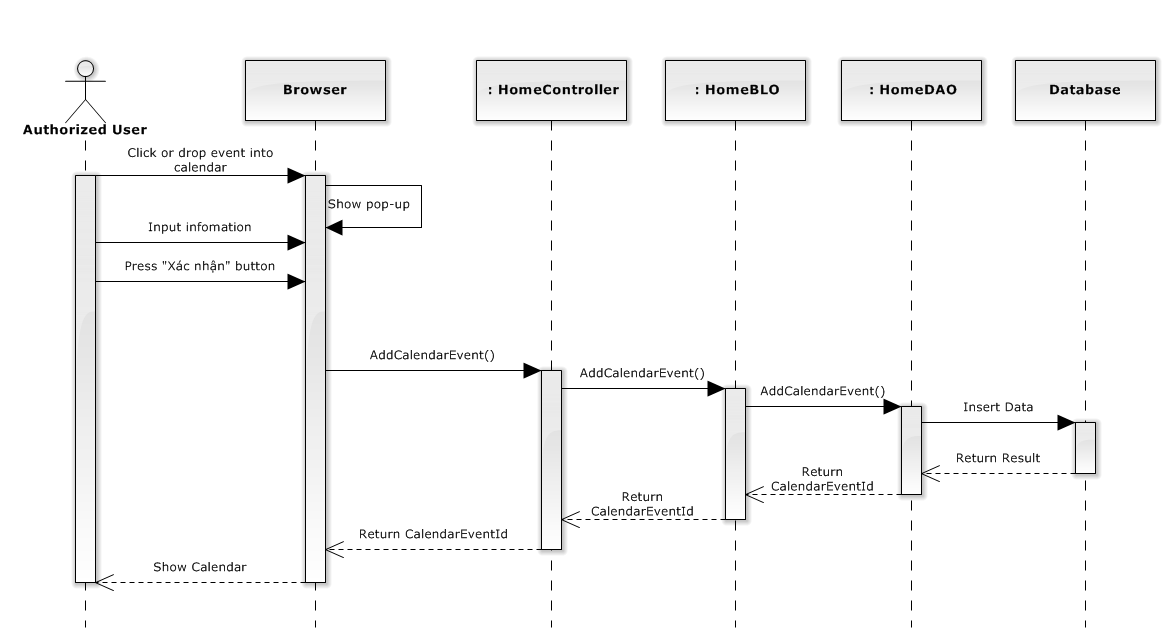 Browser
: HomeController
: HomeBLO
: HomeDAO
Database
Authorized User
Click or drop event into
calendar
Show pop-up
Input infomation
Press "Xác nhận" button
AddCalendarEvent()
AddCalendarEvent()
AddCalendarEvent()
Insert Data
Return Result
Return
CalendarEventId
Return
CalendarEventId
Return CalendarEventId
Show Calendar